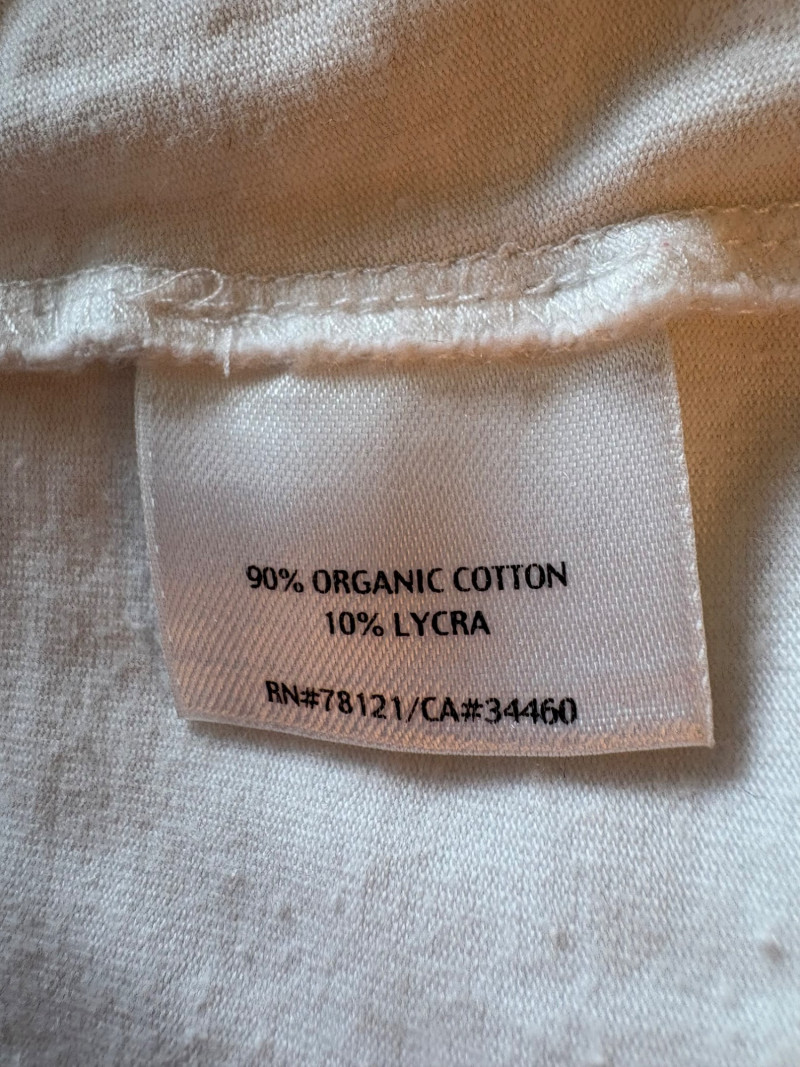 90% ORGANIC COTTON
10% LYCRA
RN#78121/CA#34460